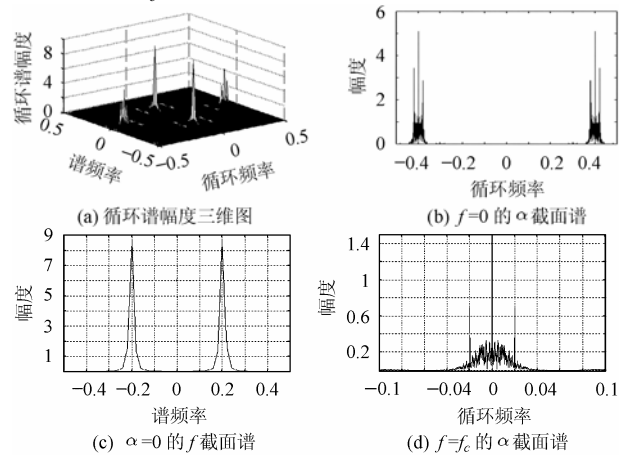 循环谱幅度
8
4
0
0.5
0
−0.5
谱频率
−0.5
0
0.5
循环频率
(a) 循环谱幅度三维图
幅度
6
4
2
0
−0.4 −0.2 0 0.2 0.4
循环频率
(b) f=0 的 α 截面谱
幅度
9
7
5
3
1
−0.4 −0.2 0 0.2 0.4
谱频率
(c) α=0 的 f 截面谱
幅度
1.4
1
0.6
0.2
−0.1 −0.04 0 0.04 0.1
循环频率
(d) f=fc 的 α 截面谱